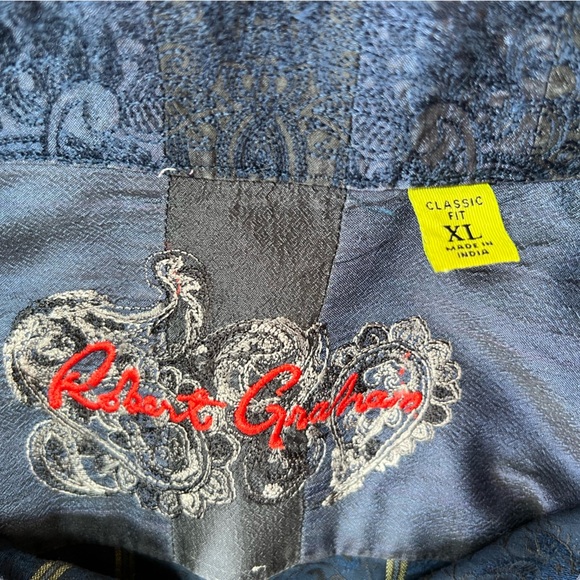 CLASSIC
FIT
XL
MADE IN
INDIA
Robert Graham